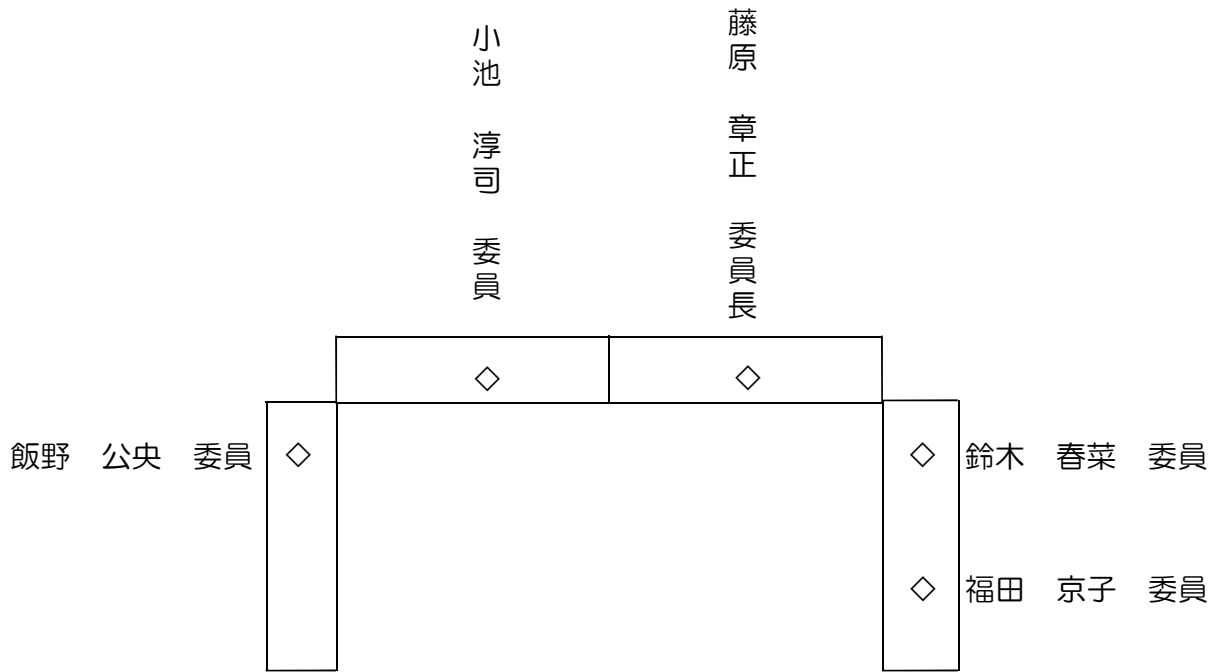 小池　淳司　委員
藤原　章正　委員長
◇
◇
飯野　公央　委員
◇
◇
鈴木　春菜　委員
◇
福田　京子　委員